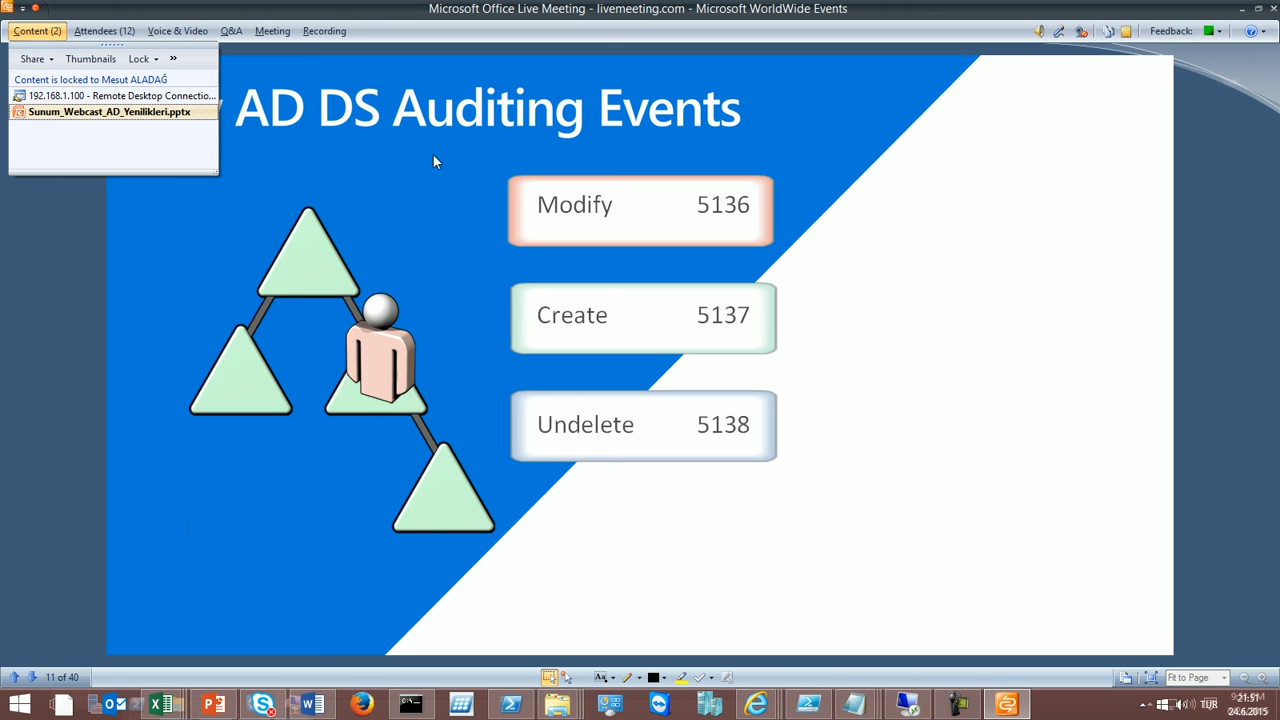 Microsoft Office Live Meeting - livemeeting.com - Microsoft WorldWide Events
Content (2) Attendees (12) Voice & Video Q&A Meeting Recording Feedback:
Share Thumbnails Lock »
Content is locked to Mesut ALADAĞ
192.168.1.100 - Remote Desktop Connectio...
Sunum_Webcast_AD_Yenilikleri.pptx
AD DS Auditing Events
Modify 5136
Create 5137
Undelete 5138
11 of 40
Aa
Fit to Page
TUR
21:51
24.6.2015